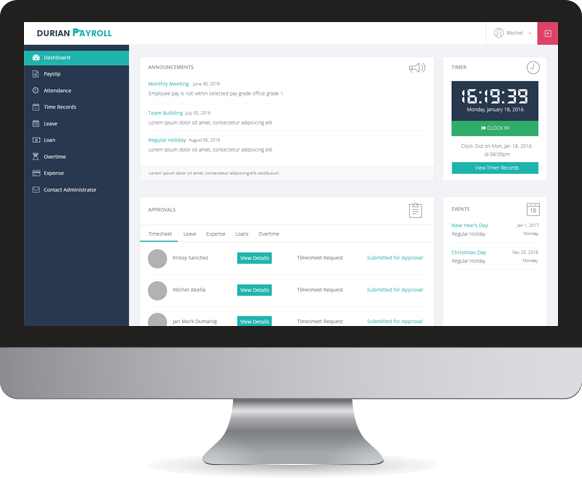 DURIAN PAYROLL
Ritchel
Dashboard
Payslip
Attendance
Time Records
Leave
Loan
Overtime
Expense
Contact Administrator
ANNOUNCEMENTS
Monthly Meeting June 30, 2016
Employee pay is not within selected pay grade office grade 1.
Team Building July 05, 2016
Lorem ipsum dolor sit amet, consectetur adipisicing elit.
Regular Holiday August 05, 2016
Lorem ipsum dolor sit amet, consectetur adipisicing elit.
Lorem ipsum dolor sit amet, consectetur adipisicing elit vestibulum.
TIMER
16:19:39
Monday, January 18, 2016
CLOCK IN
Clock Out on Mon, Jan 18, 2016
@ 06:00pm
View Timer Records
APPROVALS
Timesheet Leave Expense Loans Overtime
Krissy Sanchez View Details Timesheet Request Submitted for Approval
Ritchel Abella View Details Timesheet Request Submitted for Approval
Jan Mark Dumanig View Details Timesheet Request Submitted for Approval
EVENTS
15
New Year's Day Jan 1, 2017
Regular Holiday Monday
Christmas Day Dec 25, 2016
Regular Holiday Monday